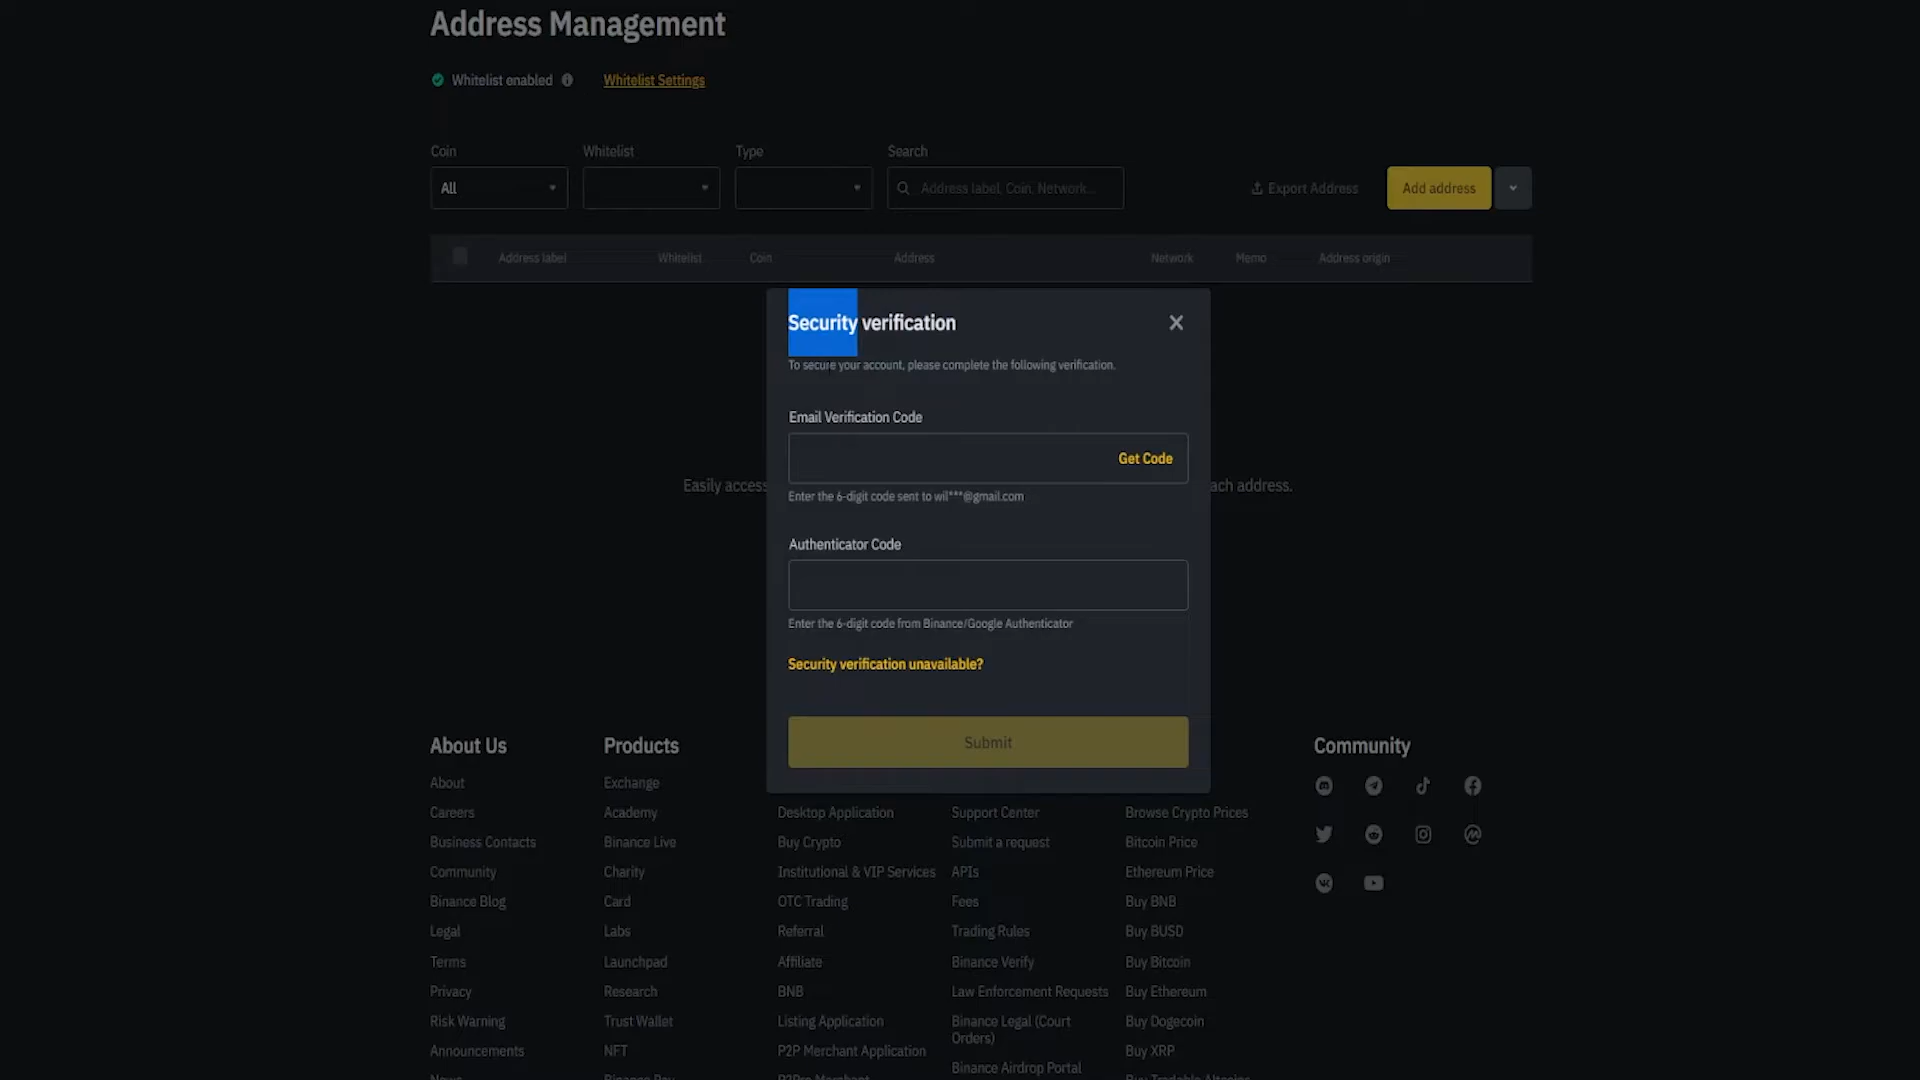 Address Management
Whitelist enabled Whitelist Settings
Coin Whitelist Type Search
All Address label, Coin, Network... Export Address Add address
Address label Whitelist Coin Address Network Memo Address origin
Security verification
To secure your account, please complete the following verification.
Email Verification Code
Get Code
Easily access ach address.
Enter the 6-digit code sent to wil***@gmail.com
Authenticator Code
Enter the 6-digit code from Binance/Google Authenticator
Security verification unavailable?
Submit
About Us Products Community
About Exchange
Careers Academy Desktop Application Support Center Browse Crypto Prices
Business Contacts Binance Live Buy Crypto Submit a request Bitcoin Price
Community Charity Institutional & VIP Services APIs Ethereum Price
Binance Blog Card OTC Trading Fees Buy BNB
Legal Labs Referral Trading Rules Buy BUSD
Terms Launchpad Affiliate Binance Verify Buy Bitcoin
Privacy Research BNB Law Enforcement Requests Buy Ethereum
Risk Warning Trust Wallet Listing Application Binance Legal (Court Buy Dogecoin
Orders)
Announcements NFT P2P Merchant Application Buy XRP
Binance Airdrop Portal